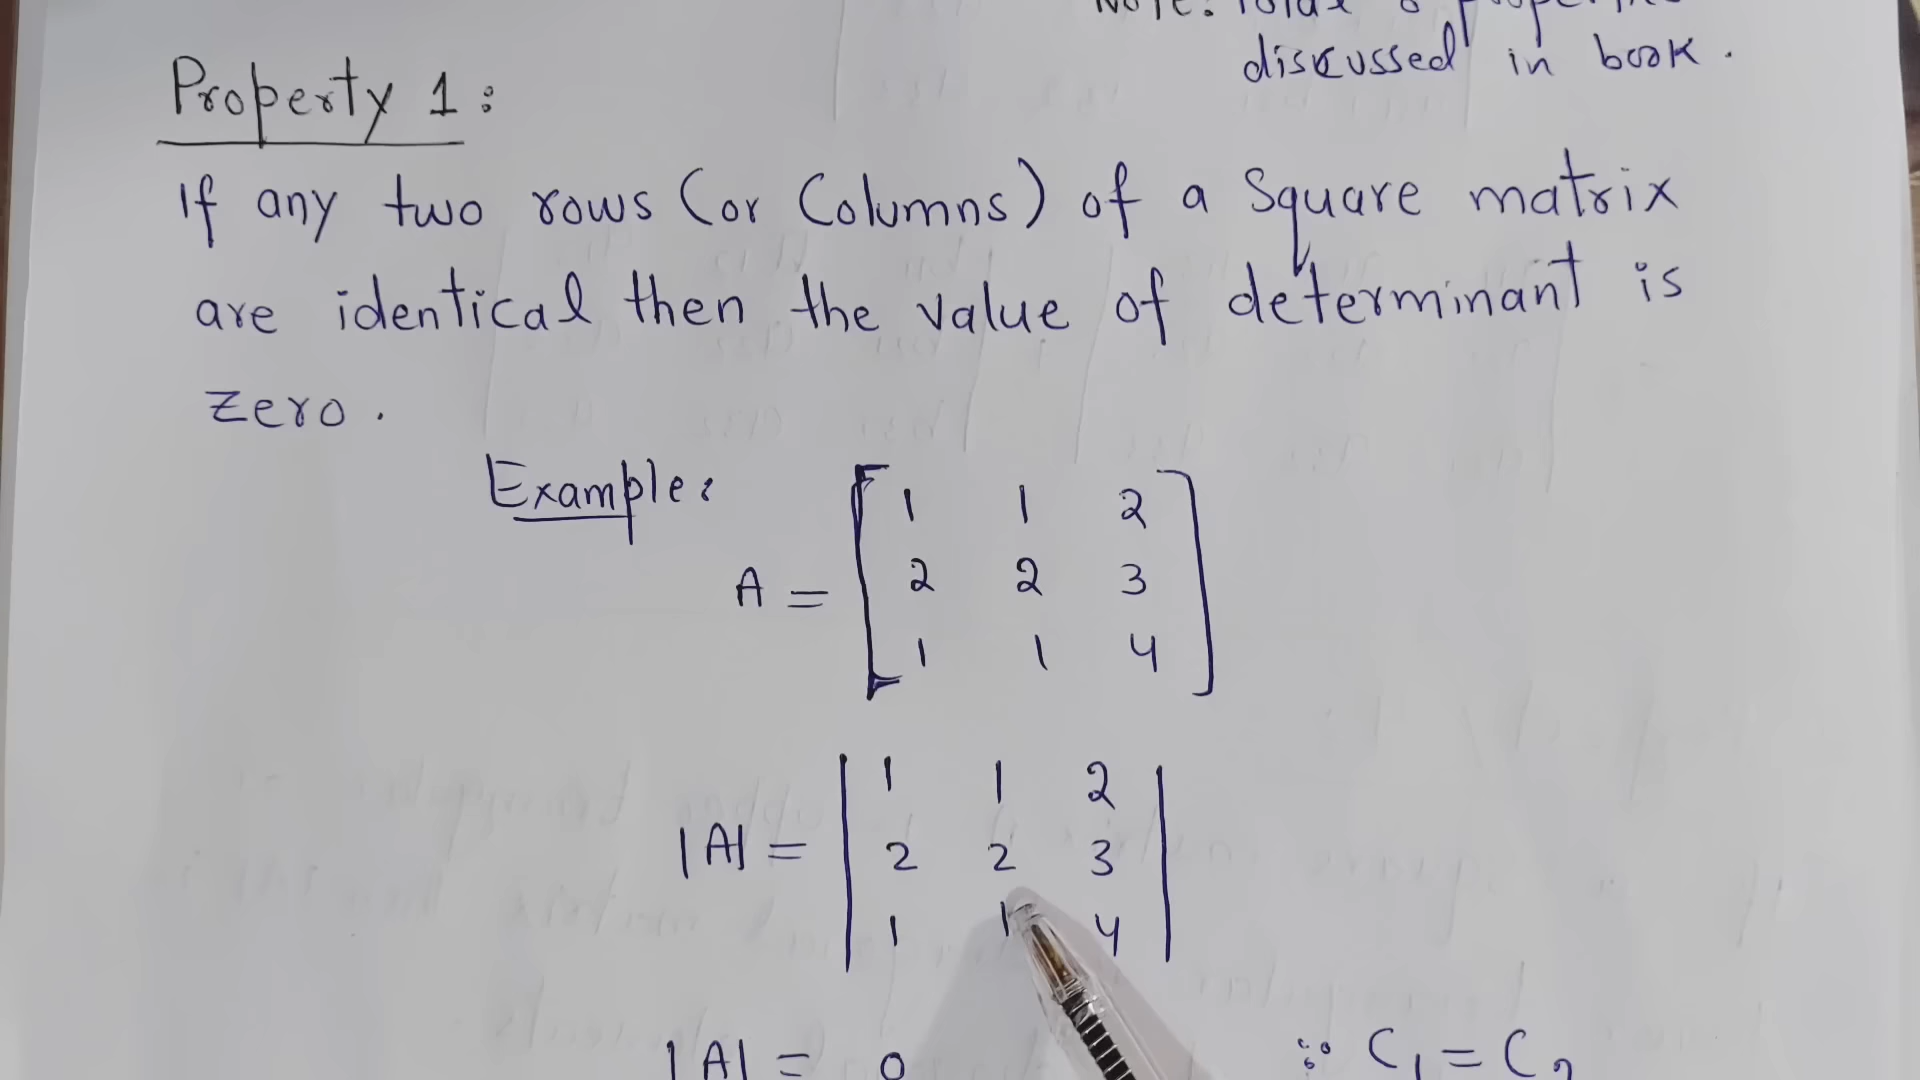 discussed in book.
Property 1:
If any two rows (or Columns) of a Square matrix
are identical then the value of determinant is
zero.
Example:
A = [ 1 1 2
2 2 3
1 1 4 ]
|A| = | 1 1 2
2 2 3
1 1 4 |
|A| = 0 ∵ C₁ = C₂